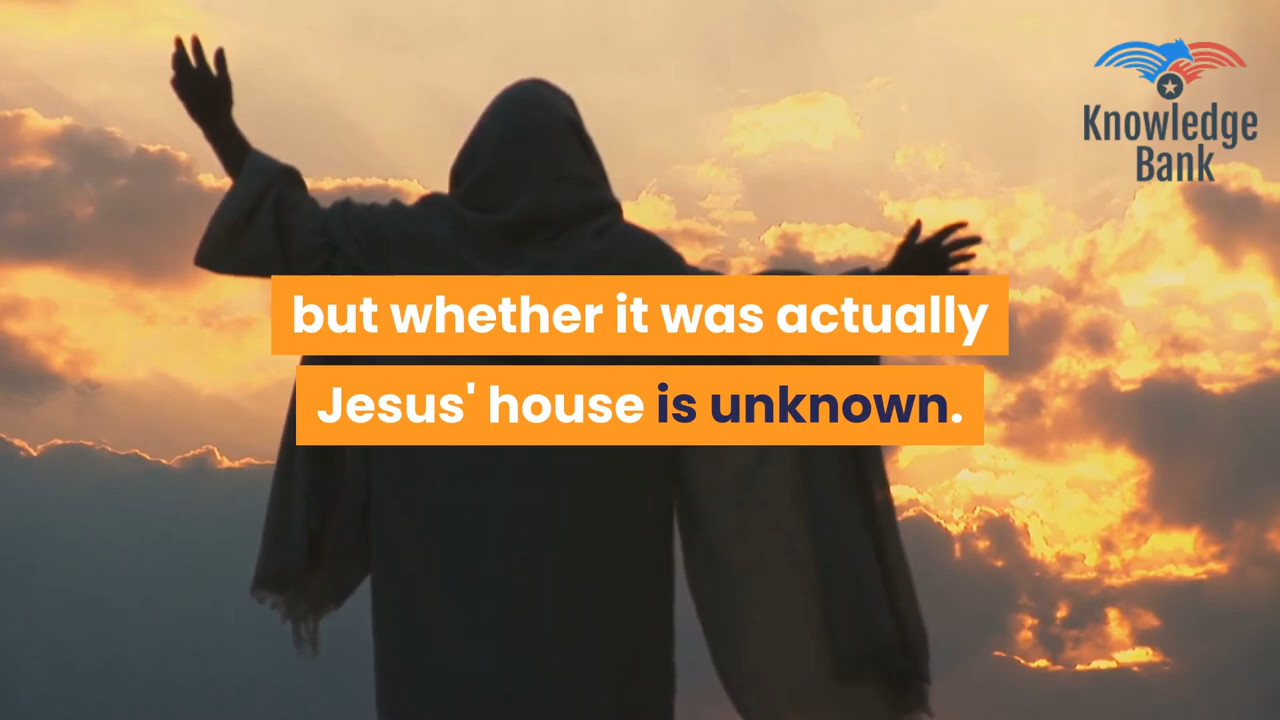 Knowledge
Bank
but whether it was actually
Jesus' house is unknown.